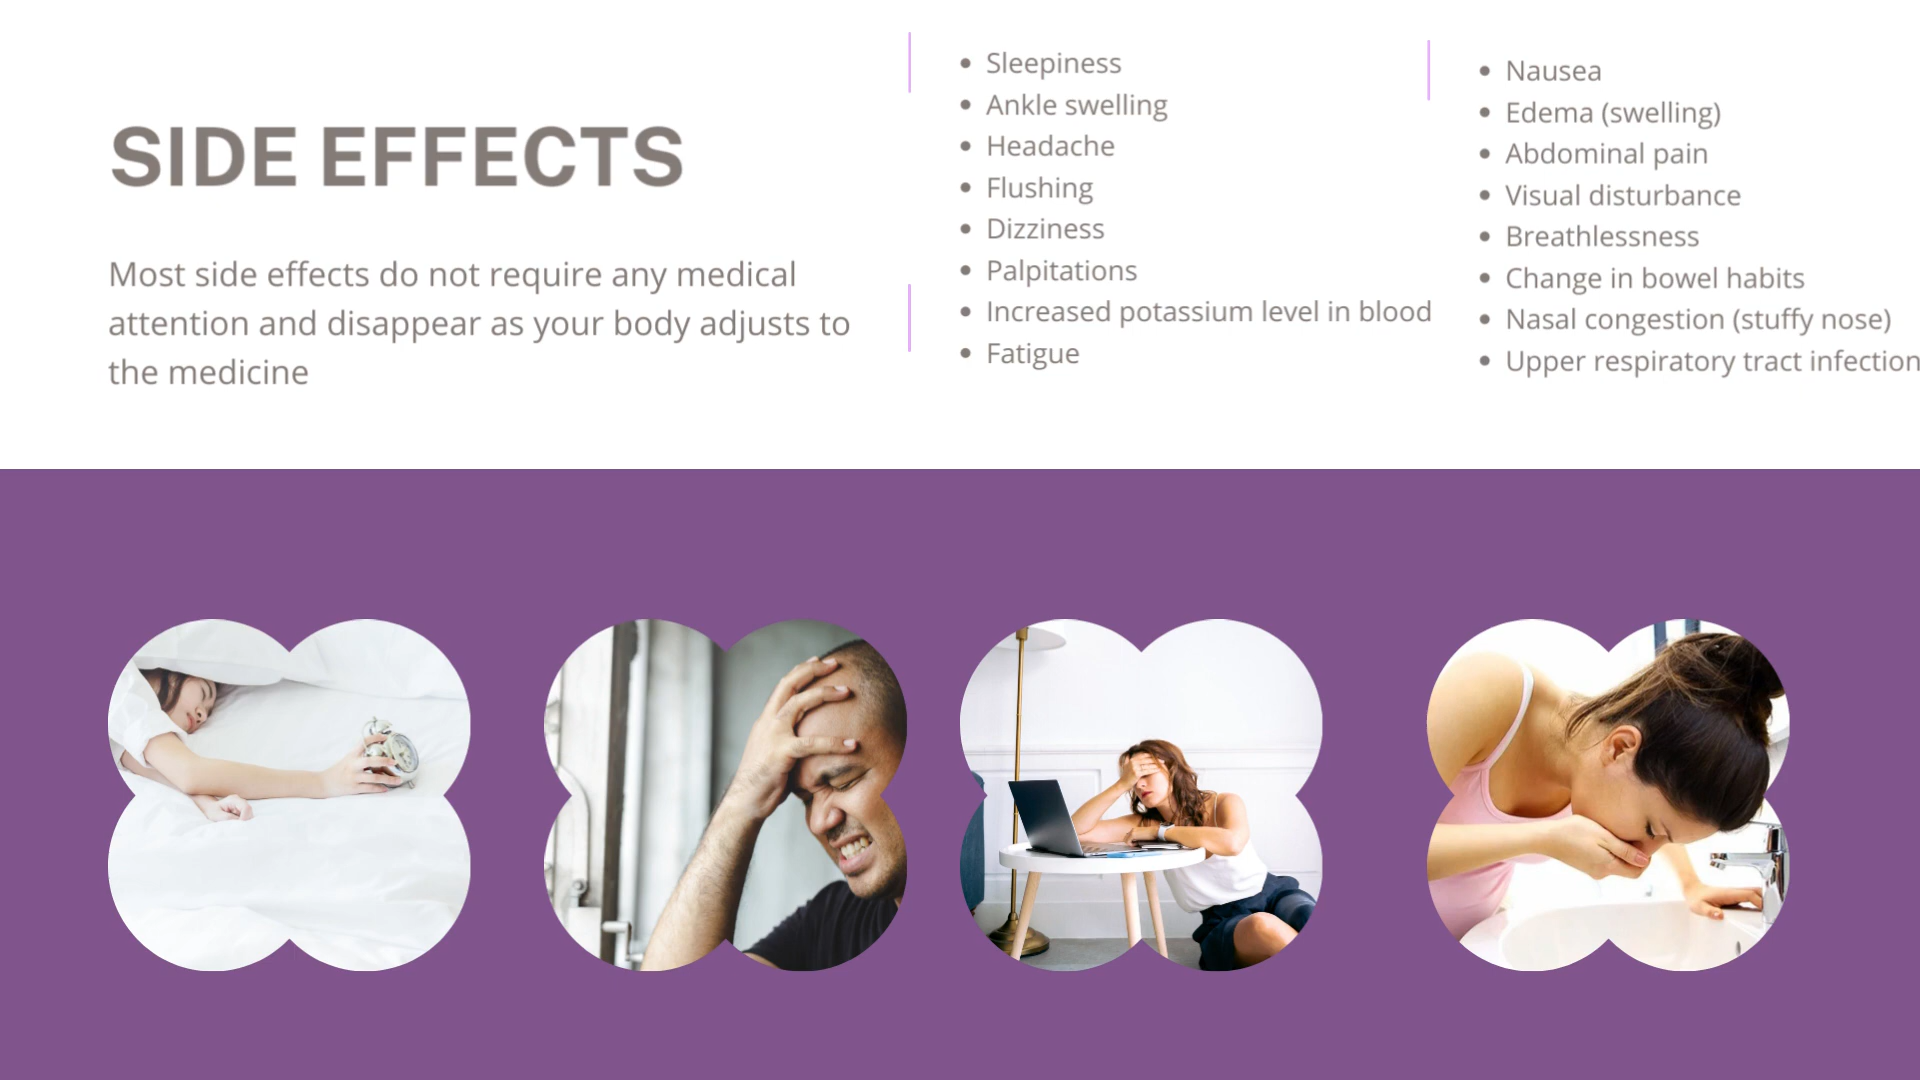 SIDE EFFECTS
Most side effects do not require any medical
attention and disappear as your body adjusts to
the medicine
• Sleepiness
• Ankle swelling
• Headache
• Flushing
• Dizziness
• Palpitations
• Increased potassium level in blood
• Fatigue
• Nausea
• Edema (swelling)
• Abdominal pain
• Visual disturbance
• Breathlessness
• Change in bowel habits
• Nasal congestion (stuffy nose)
• Upper respiratory tract infection